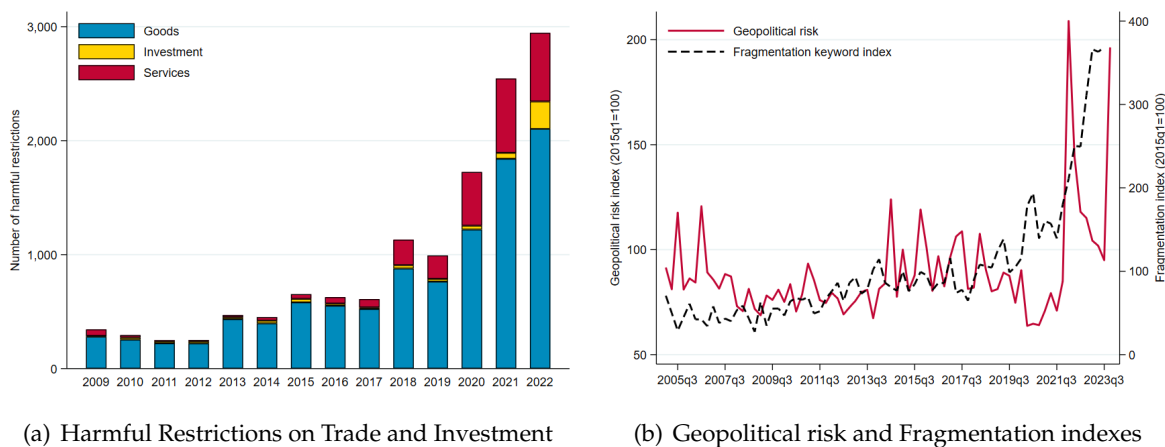 Goods
Investment
Services
3,000
2,000
1,000
0
Number of harmful restrictions
2009 2010 2011 2012 2013 2014 2015 2016 2017 2018 2019 2020 2021 2022
(a) Harmful Restrictions on Trade and Investment
Geopolitical risk
Fragmentation keyword index
200
150
100
50
Geopolitical risk index (2015q1=100)
400
300
200
100
0
Fragmentation index (2015q1=100)
2005q3 2007q3 2009q3 2011q3 2013q3 2015q3 2017q3 2019q3 2021q3 2023q3
(b) Geopolitical risk and Fragmentation indexes